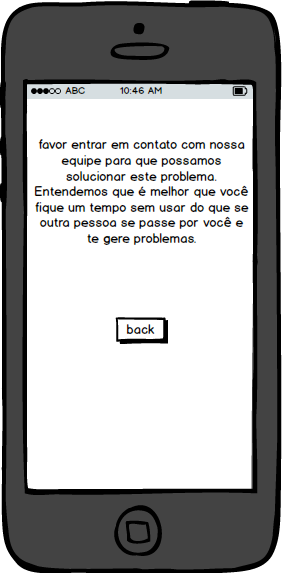 ABC 10:46 AM
favor entrar em contato com nossa
equipe para que possamos
solucionar este problema.
Entendemos que é melhor que você
fique um tempo sem usar do que se
outra pessoa se passe por você e
te gere problemas.
back